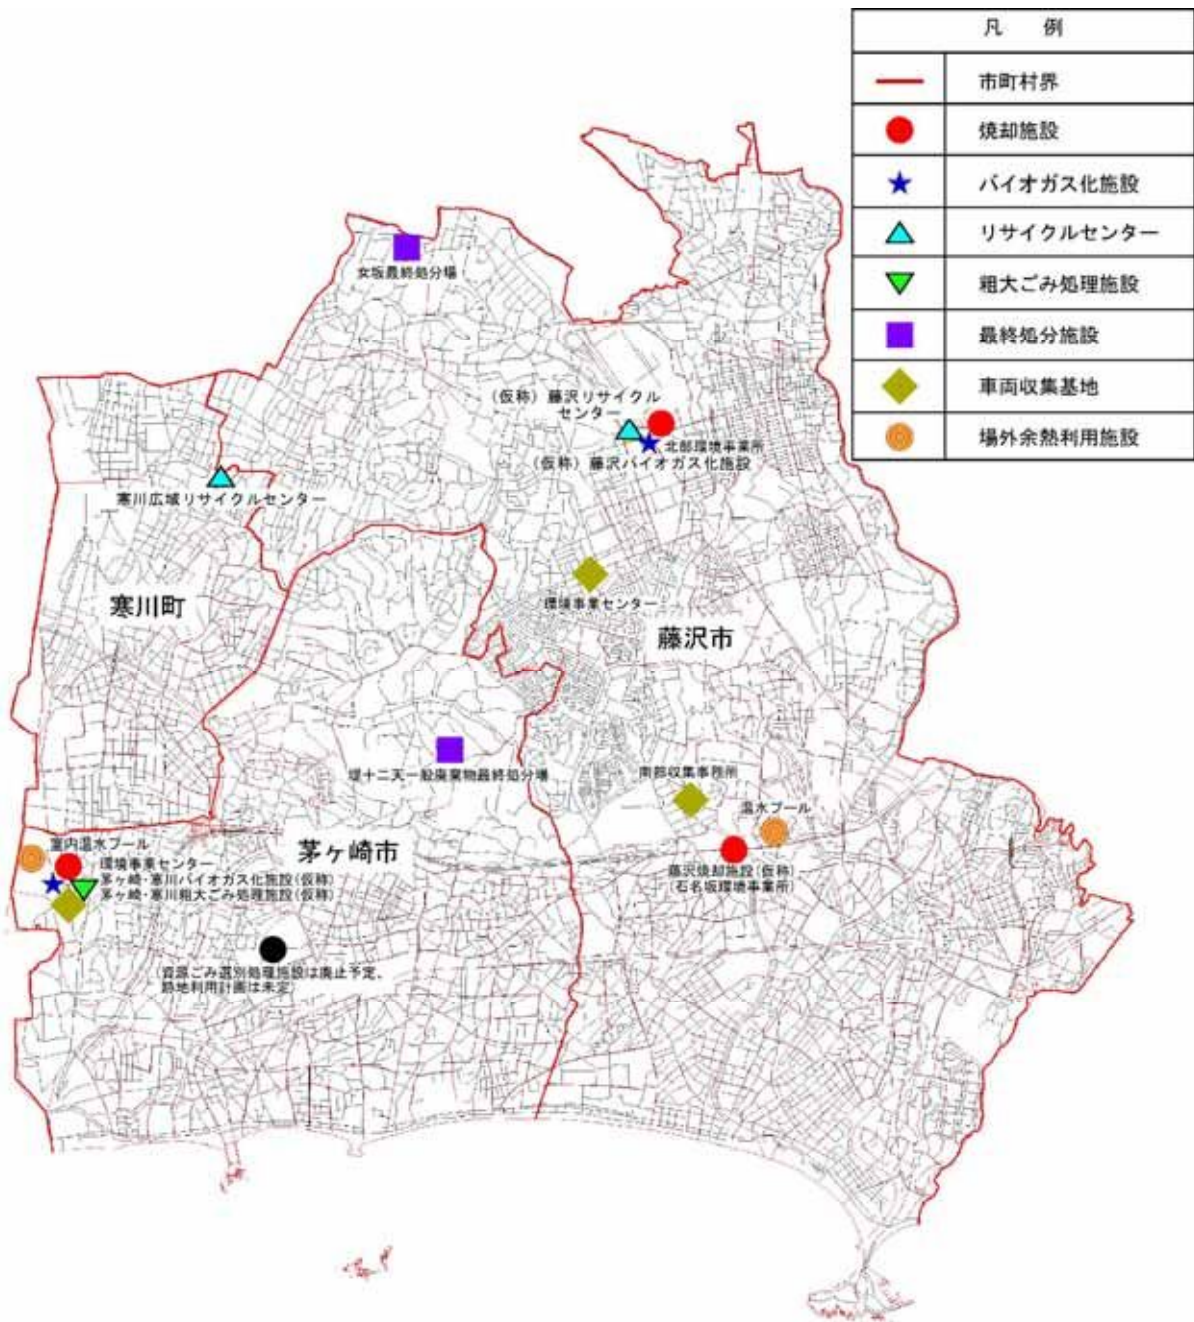 凡 例
市町村界
焼却施設
バイオガス化施設
リサイクルセンター
粗大ごみ処理施設
最終処分施設
車両収集基地
場外余熱利用施設
女坂最終処分場
(仮称)藤沢リサイクル
センター
北部環境事業所
(仮称)藤沢バイオガス化施設
寒川広域リサイクルセンター
環境事業センター
寒川町
藤沢市
堤十二天一般廃棄物最終処分場
南部収集事務所
温水プール
藤沢焼却施設(仮称)
(石名坂環境事業所)
茅ヶ崎市
室内温水プール
環境事業センター
茅ヶ崎・寒川バイオガス化施設(仮称)
茅ヶ崎・寒川粗大ごみ処理施設(仮称)
(資源ごみ選別処理施設は廃止予定、
跡地利用計画は未定)